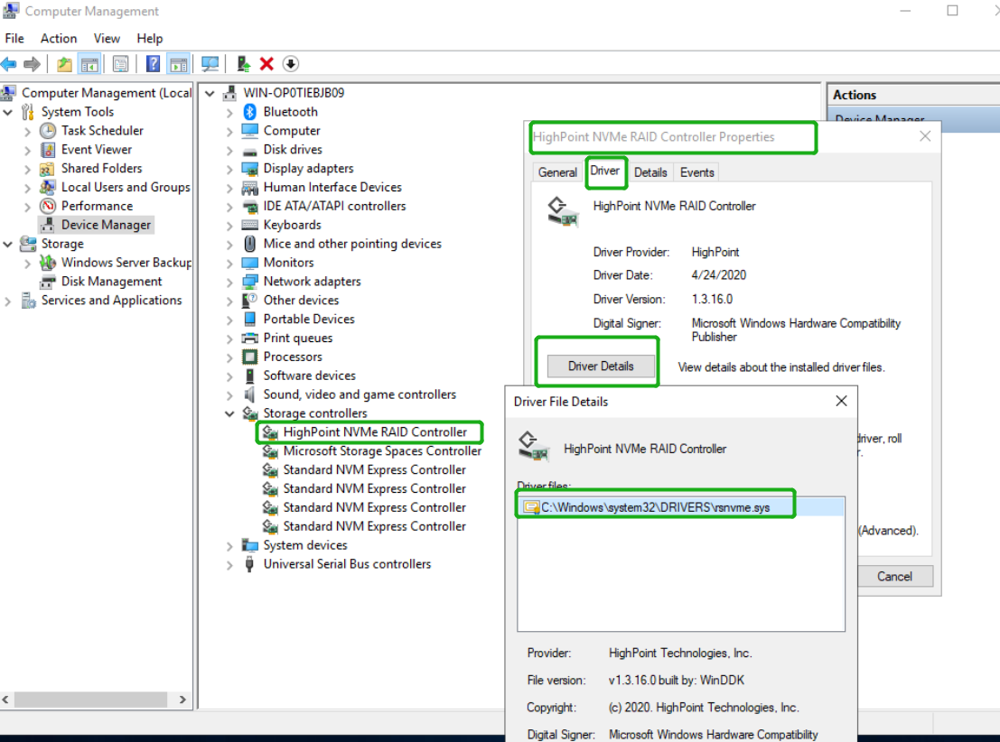 Computer Management
File Action View Help
Computer Management (Local
System Tools
Task Scheduler
Event Viewer
Shared Folders
Local Users and Groups
Performance
Device Manager
Storage
Windows Server Backup
Disk Management
Services and Applications
WIN-OP0TIEBJB09
Bluetooth
Computer
Disk drives
Display adapters
Human Interface Devices
IDE ATA/ATAPI controllers
Keyboards
Mice and other pointing devices
Monitors
Network adapters
Other devices
Portable Devices
Print queues
Processors
Software devices
Sound, video and game controllers
Storage controllers
HighPoint NVMe RAID Controller
Microsoft Storage Spaces Controller
Standard NVM Express Controller
Standard NVM Express Controller
Standard NVM Express Controller
Standard NVM Express Controller
System devices
Universal Serial Bus controllers
Actions
Device Manager
HighPoint NVMe RAID Controller Properties
General Driver Details Events
HighPoint NVMe RAID Controller
Driver Provider: HighPoint
Driver Date: 4/24/2020
Driver Version: 1.3.16.0
Digital Signer: Microsoft Windows Hardware Compatibility
Publisher
Driver Details View details about the installed driver files.
driver, roll
r.
(Advanced).
Cancel
Driver File Details
HighPoint NVMe RAID Controller
Driver files:
C:\Windows\system32\DRIVERS\rsnvme.sys
Provider: HighPoint Technologies, Inc.
File version: v1.3.16.0 built by: WinDDK
Copyright: (c) 2020. HighPoint Technologies, Inc.
Digital Signer: Microsoft Windows Hardware Compatibility